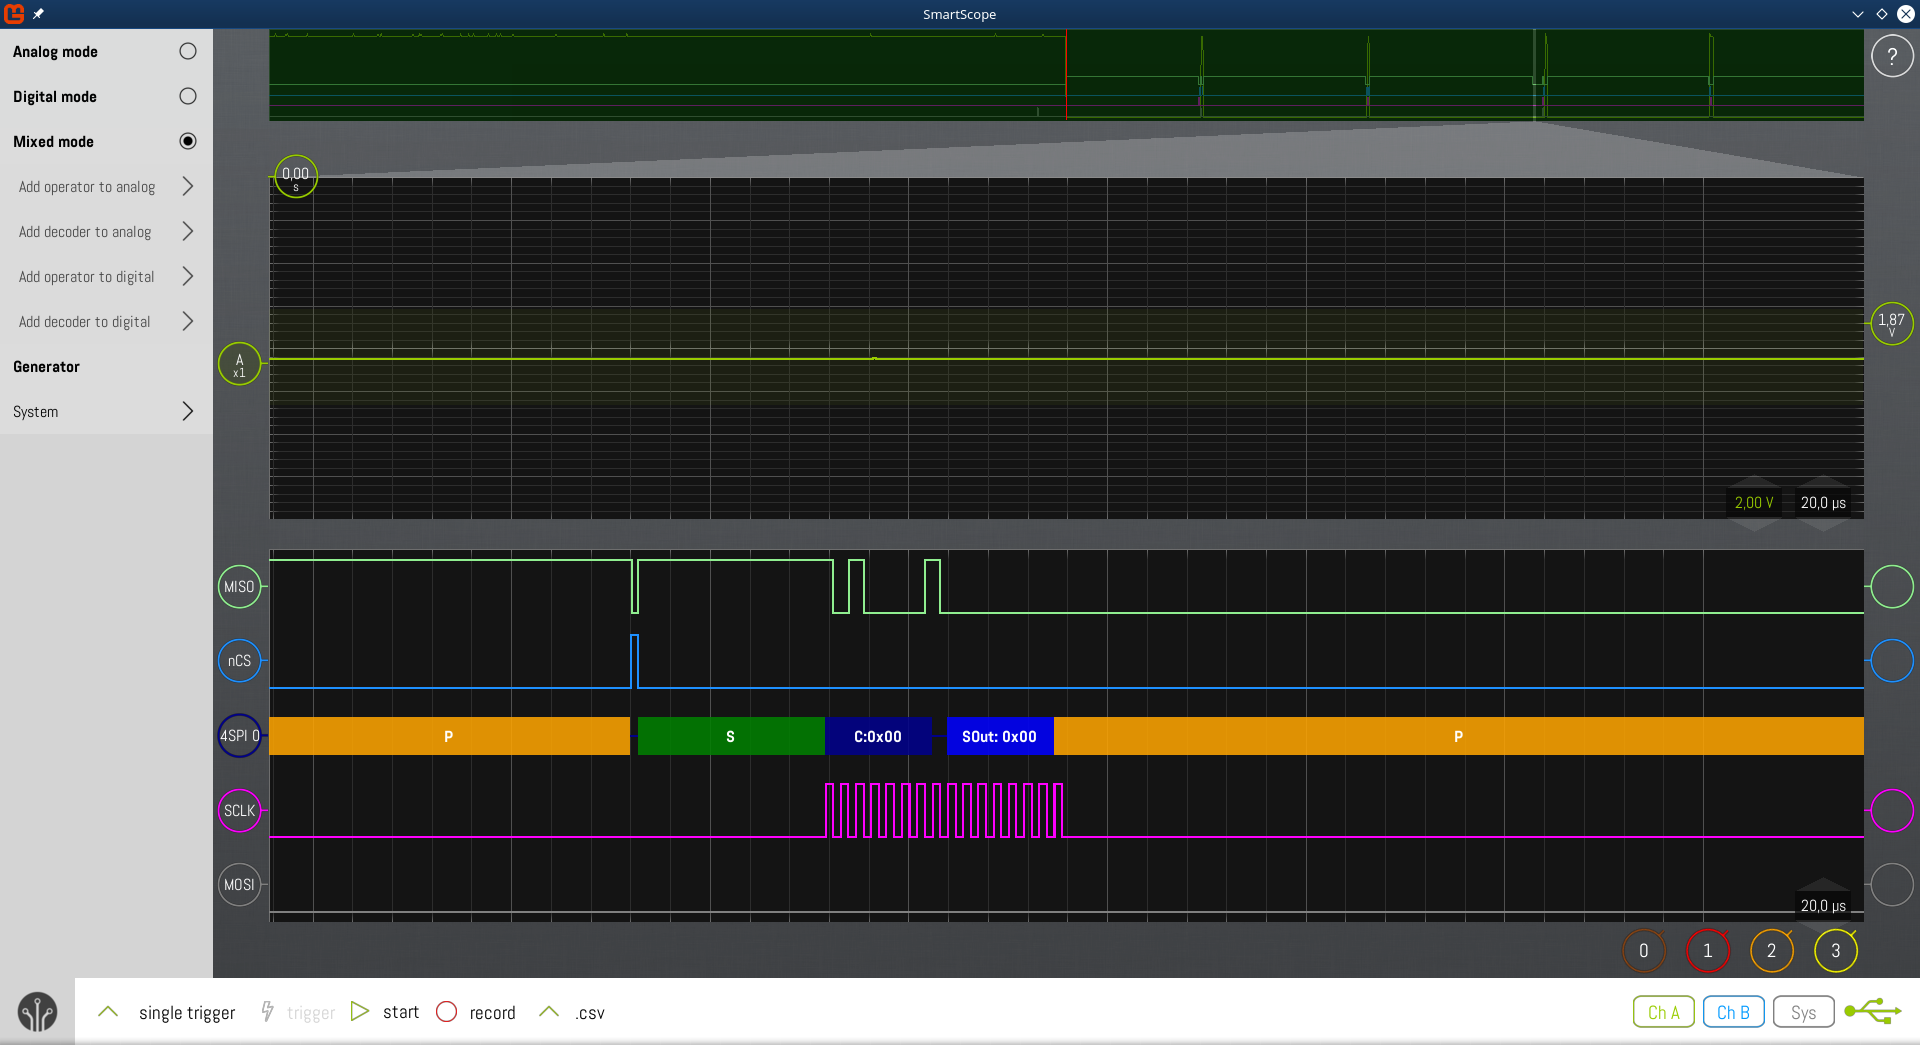 SmartScope
Analog mode
Digital mode
Mixed mode
Add operator to analog
Add decoder to analog
Add operator to digital
Add decoder to digital
Generator
System
?
0,00
s
A
x1
1,87
V
2,00 V
20,0 µs
MISO
nCS
4SPI 0
P
S
C:0x00
SOut: 0x00
P
SCLK
MOSI
20,0 µs
0
1
2
3
single trigger
trigger
start
record
.csv
Ch A
Ch B
Sys